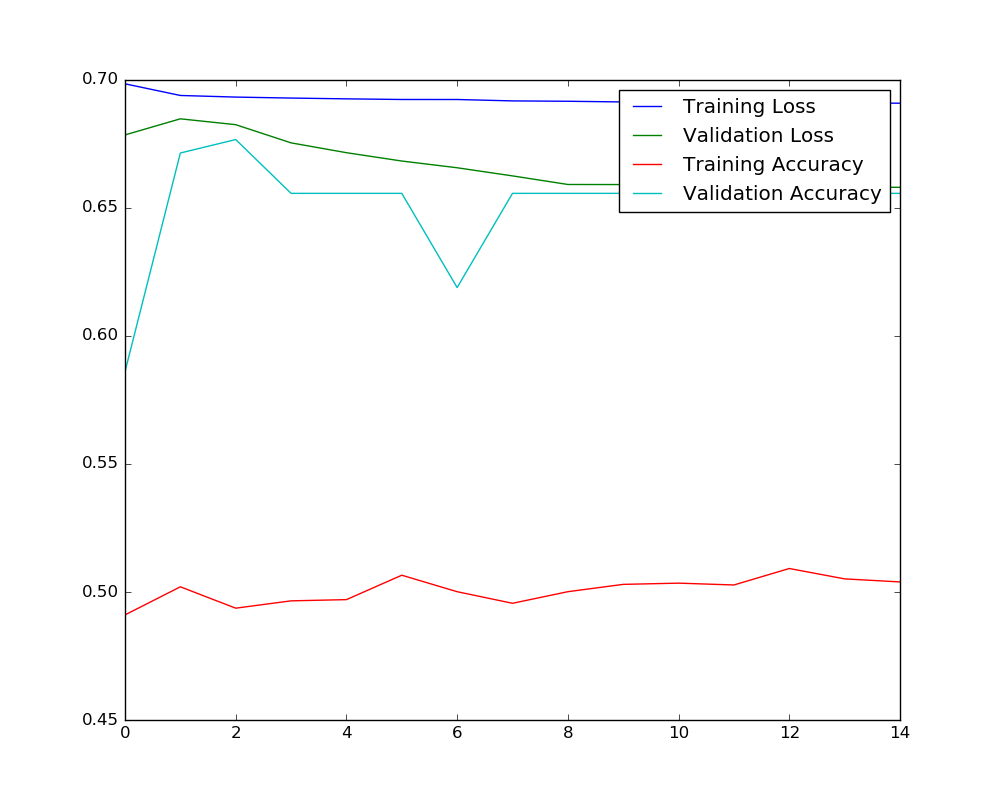 0.70
0.65
0.60
0.55
0.50
0.45
0 2 4 6 8 10 12 14
Training Loss
Validation Loss
Training Accuracy
Validation Accuracy